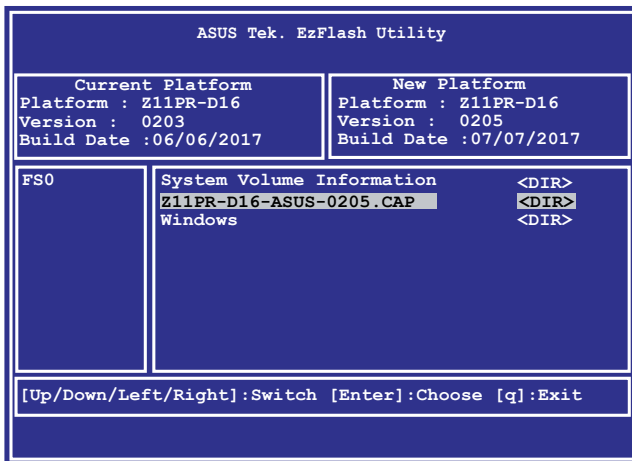 ASUS Tek. EzFlash Utility
Current Platform
Platform : Z11PR-D16
Version : 0203
Build Date :06/06/2017
New Platform
Platform : Z11PR-D16
Version : 0205
Build Date :07/07/2017
FS0
System Volume Information <DIR>
Z11PR-D16-ASUS-0205.CAP <DIR>
Windows <DIR>
[Up/Down/Left/Right]:Switch [Enter]:Choose [q]:Exit